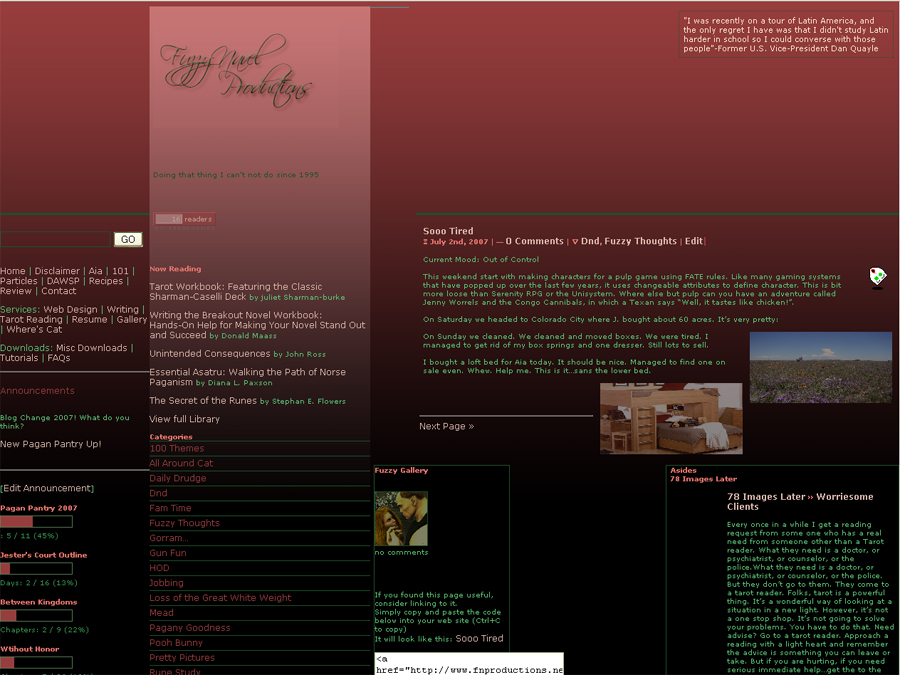 "I was recently on a tour of Latin America, and
the only regret I have was that I didn't study Latin
harder in school so I could converse with those
people"-Former U.S. Vice-President Dan Quayle
Fuzzy Novel
Productions
Doing that thing I can't not do since 1995
16 readers
GO
Home | Disclaimer | Aia | 101 |
Particles | DAWSP | Recipes |
Review | Contact
Services: Web Design | Writing |
Tarot Reading | Resume | Gallery
| Where's Cat
Downloads: Misc Downloads |
Tutorials | FAQs
Announcements
Blog Change 2007! What do you
think?
New Pagan Pantry Up!
[Edit Announcement]
Pagan Pantry 2007
: 5 / 11 (45%)
Jester's Court Outline
Days: 2 / 16 (13%)
Between Kingdoms
Chapters: 2 / 9 (22%)
Wtihout Honor
Now Reading
Tarot Workbook: Featuring the Classic
Sharman-Caselli Deck by juliet Sharman-burke
Writing the Breakout Novel Workbook:
Hands-On Help for Making Your Novel Stand Out
and Succeed by Donald Maass
Unintended Consequences by John Ross
Essential Asatru: Walking the Path of Norse
Paganism by Diana L. Paxson
The Secret of the Runes by Stephen E. Flowers
View full Library
Categories
100 Themes
All Around Cat
Daily Drudge
Dnd
Fam Time
Fuzzy Thoughts
Gorram..
Gun Fun
HOD
Jobbing
Loss of the Great White Weight
Mead
Pagany Goodness
Pooh Bunny
Pretty Pictures
Rune Study
Sooo Tired
July 2nd, 2007 | — 0 Comments | ∇ Dnd, Fuzzy Thoughts | Edit|
Current Mood: Out of Control
This weekend start with making characters for a pulp game using FATE rules. Like many gaming systems
that have popped up over the last few years, it uses changeable attributes to define character. This is bit
more loose than Serenity RPG or the Unisystem. Where else but pulp can you have an adventure called
Jenny Worrels and the Congo Cannibals, in which a Texan says "Well, it tastes like chicken!".
On Saturday we headed to Colorado City where J. bought about 60 acres. It's very pretty:
On Sunday we cleaned. We cleaned and moved boxes. We were tired. I
managed to get rid of my box springs and one dresser. Still lots to sell.
I bought a loft bed for Aia today. It should be nice. Managed to find one on
sale even. Whew. Help me. This is it...sans the lower bed.
Next Page »
Fuzzy Gallery
no comments
If you found this page useful,
consider linking to it.
Simply copy and paste the code
below into your web site (Ctrl+C
to copy)
It will look like this: Sooo Tired
<a
href="http://www.fnproductions.ne
Asides
78 Images Later
78 Images Later » Worriesome
Clients
Every once in a while I get a reading
request from some one who has a real
need from someone other than a Tarot
reader. What they need is a doctor, or
psychiatrist, or counselor, or the
police.What they need is a doctor, or
psychiatrist, or counselor, or the police.
But they don't go to them. They come to
a tarot reader. Folks, tarot is a powerful
thing. It's a wonderful way of looking at a
situation in a new light. However, it's not
a one stop shop. It's not going to solve
your problems. You have to do that. Need
advise? Go to a tarot reader. Approach a
reading with a light heart and remember
the advice is something you can leave or
take. But if you are hurting, if you need
serious immediate help...get the to the